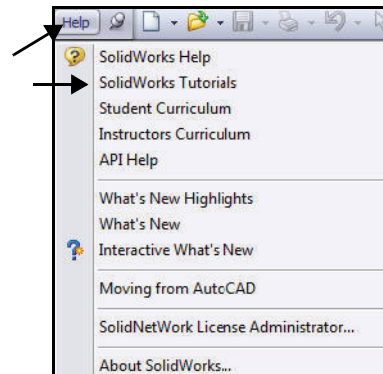 Help
SolidWorks Help
SolidWorks Tutorials
Student Curriculum
Instructors Curriculum
API Help
What's New Highlights
What's New
Interactive What's New
Moving from AutoCAD
SolidNetWork License Administrator...
About SolidWorks...